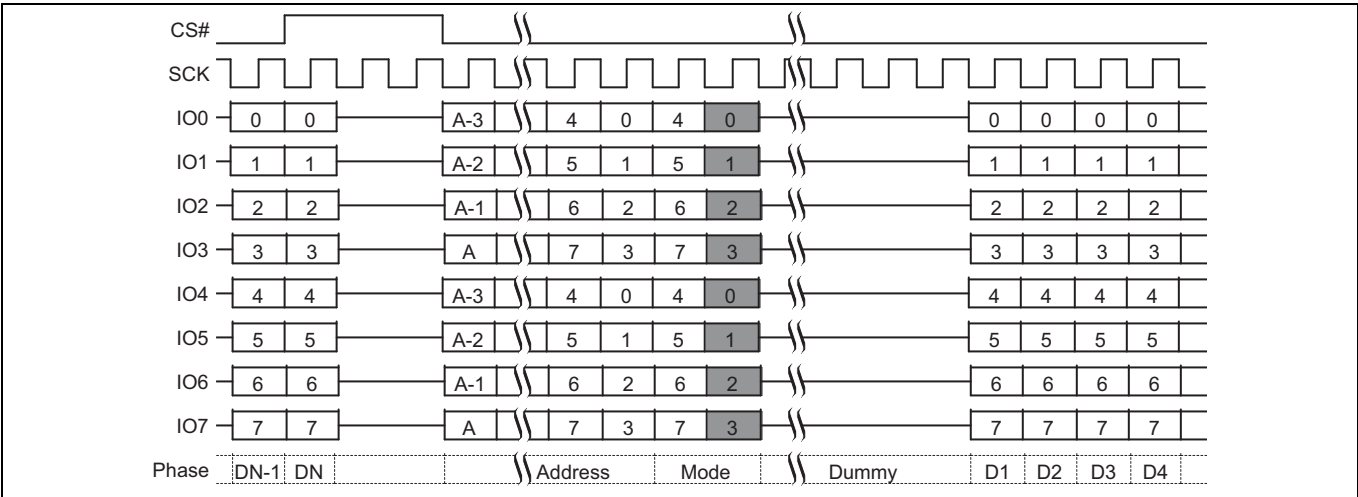 CS#
SCK
IO0 0 0 A-3 4 0 4 0 0 0 0 0
IO1 1 1 A-2 5 1 5 1 1 1 1 1
IO2 2 2 A-1 6 2 6 2 2 2 2 2
IO3 3 3 A 7 3 7 3 3 3 3 3
IO4 4 4 A-3 4 0 4 0 4 4 4 4
IO5 5 5 A-2 5 1 5 1 5 5 5 5
IO6 6 6 A-1 6 2 6 2 6 6 6 6
IO7 7 7 A 7 3 7 3 7 7 7 7
Phase DN-1 DN Address Mode Dummy D1 D2 D3 D4